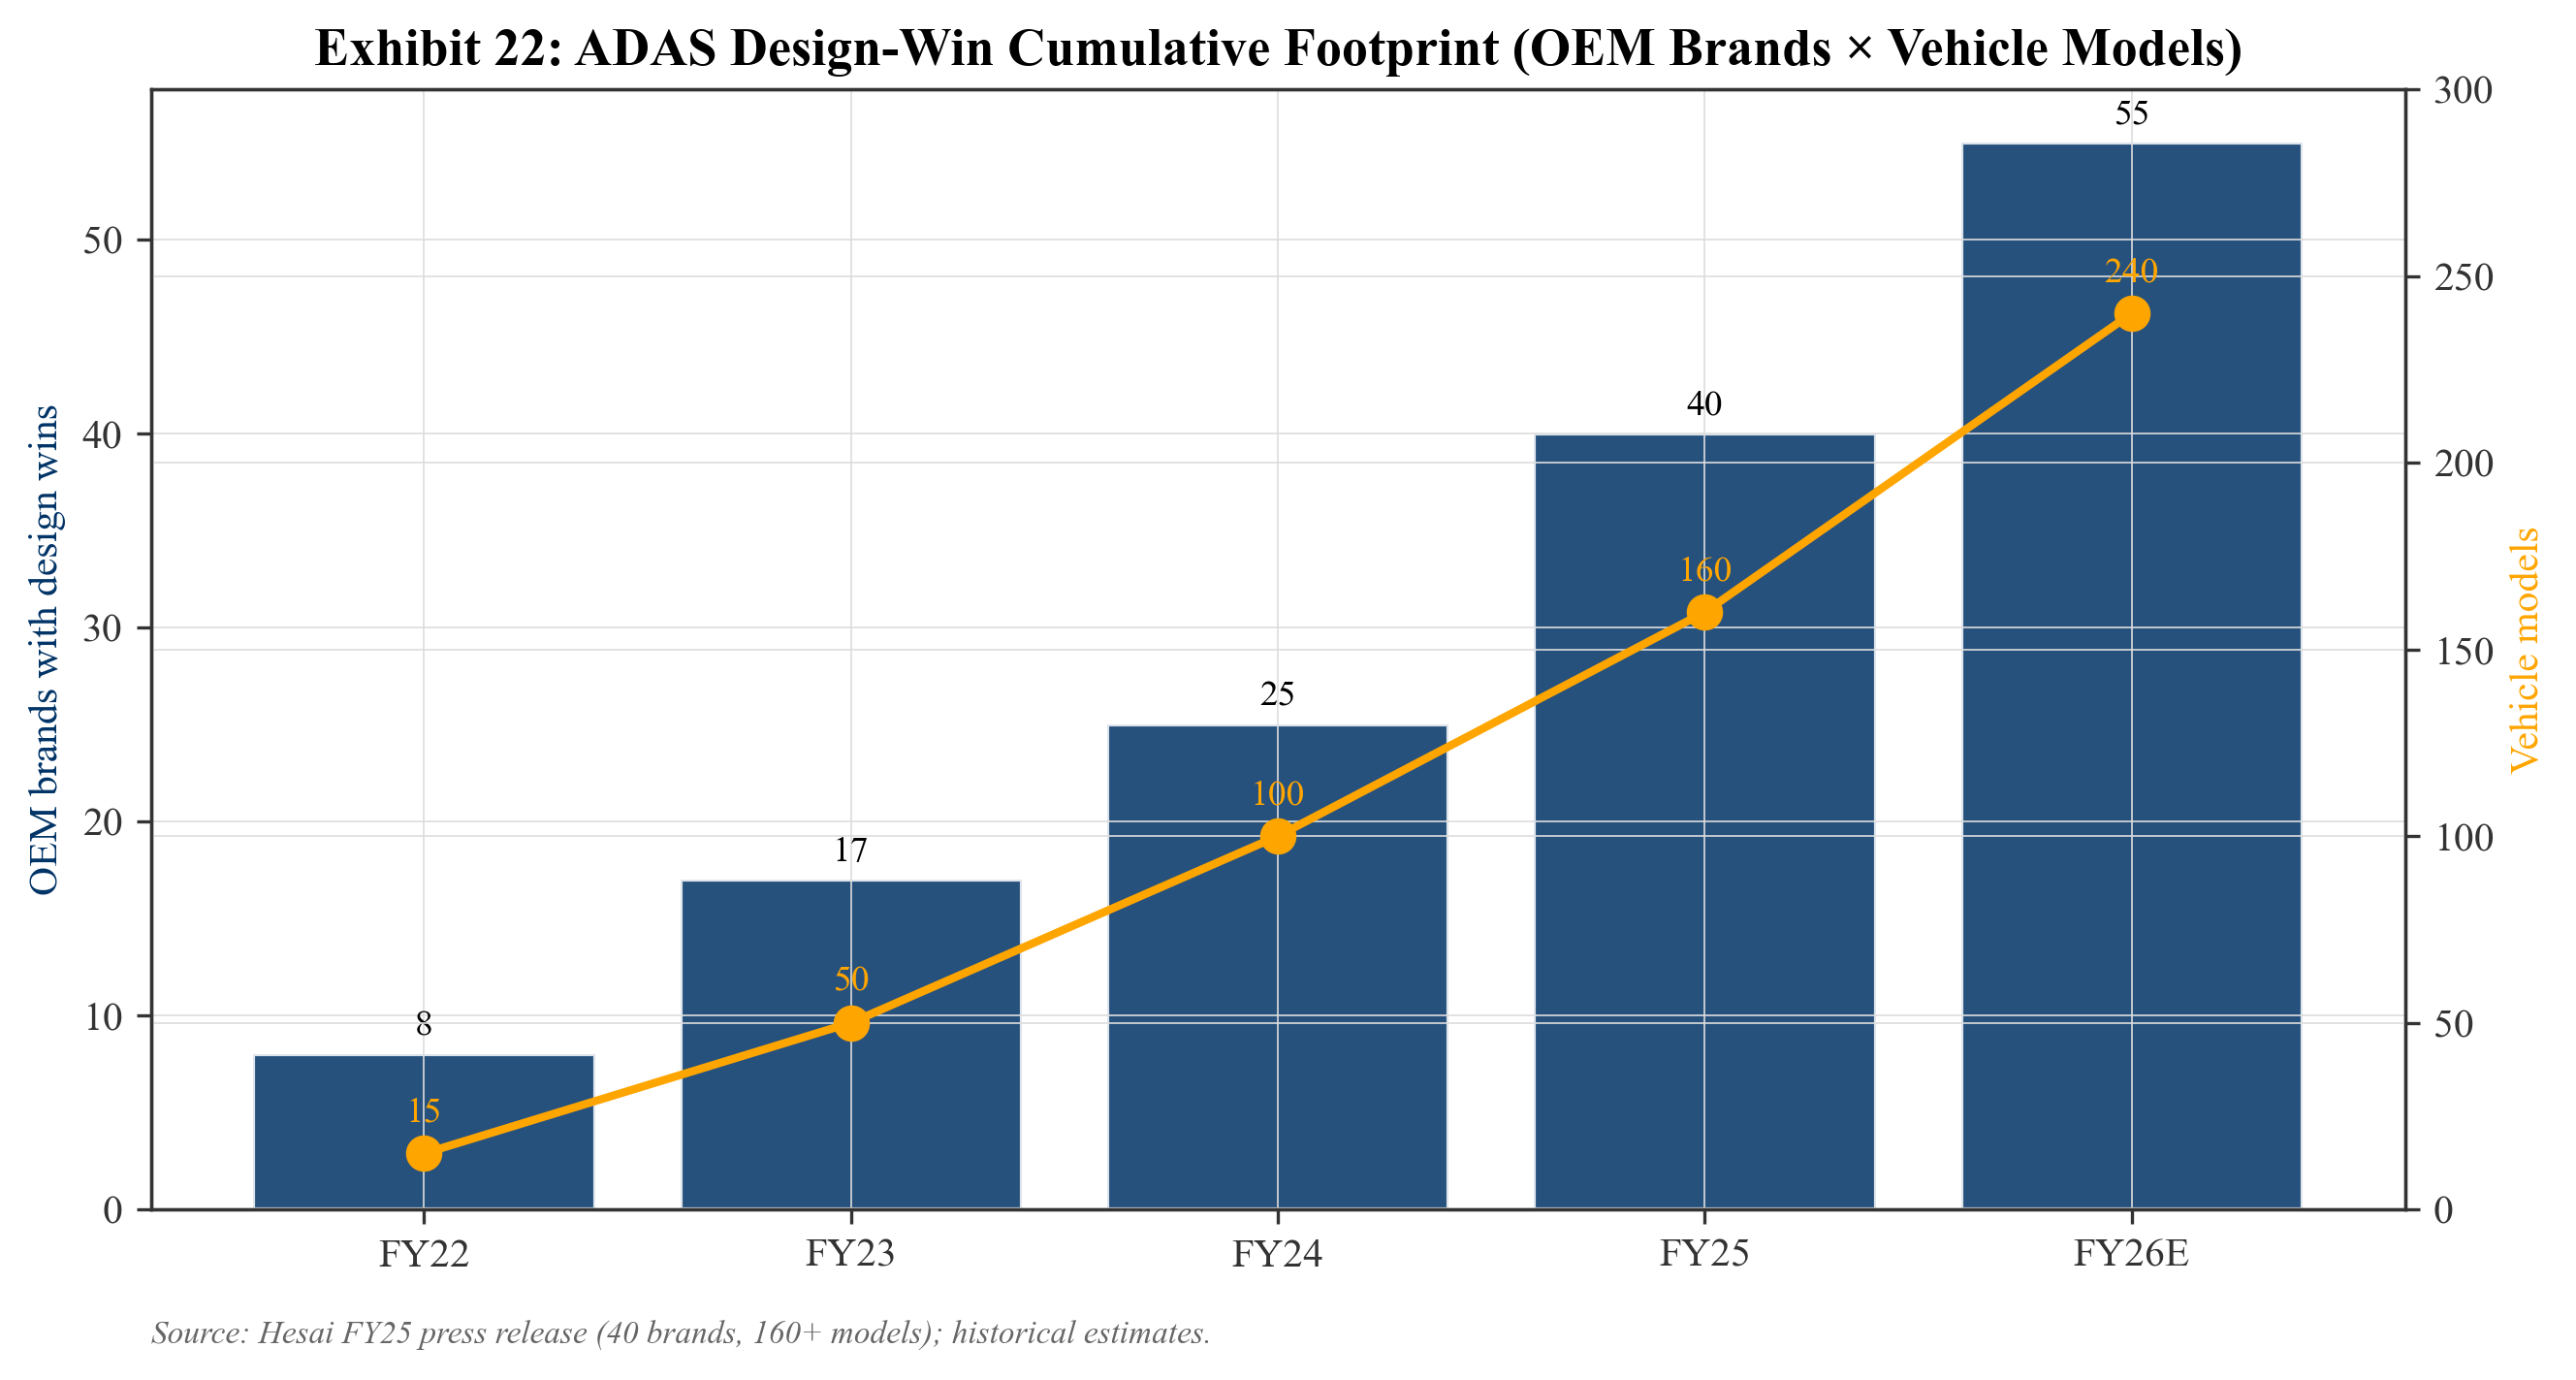 Exhibit 22: ADAS Design-Win Cumulative Footprint (OEM Brands × Vehicle Models)
OEM brands with design wins
50
40
30
20
10
0
300
250
200
150
100
50
0
Vehicle models
8
17
25
40
55
15
50
100
160
240
FY22
FY23
FY24
FY25
FY26E
Source: Hesai FY25 press release (40 brands, 160+ models); historical estimates.